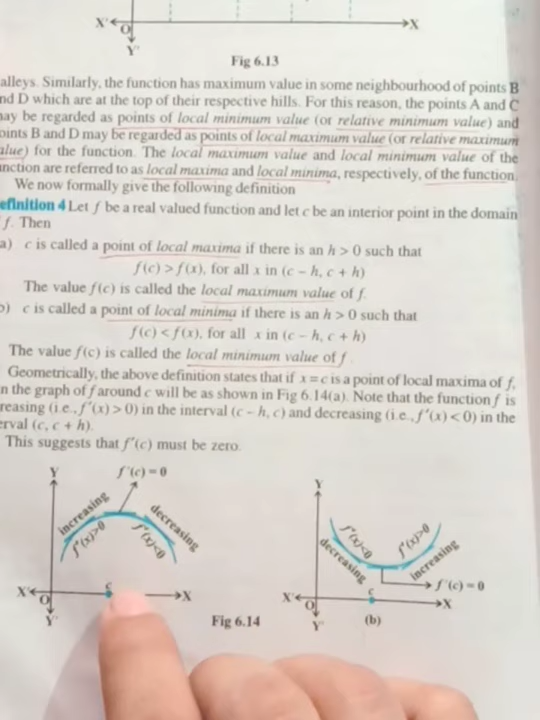 X' O X
Y'
Fig 6.13
alleys. Similarly, the function has maximum value in some neighbourhood of points B
nd D which are at the top of their respective hills. For this reason, the points A and C
nay be regarded as points of local minimum value (or relative minimum value) and
oints B and D may be regarded as points of local maximum value (or relative maximum
alue) for the function. The local maximum value and local minimum value of the
unction are referred to as local maxima and local minima, respectively, of the function.
We now formally give the following definition
efinition 4 Let f be a real valued function and let c be an interior point in the domain
f. Then
a) c is called a point of local maxima if there is an h > 0 such that
f(c) > f(x), for all x in (c – h, c + h)
The value f(c) is called the local maximum value of f.
b) c is called a point of local minima if there is an h > 0 such that
f(c) < f(x), for all x in (c – h, c + h)
The value f(c) is called the local minimum value of f
Geometrically, the above definition states that if x = c is a point of local maxima of f,
n the graph of f around c will be as shown in Fig 6.14(a). Note that the function f is
reasing (i.e., f'(x) > 0) in the interval (c – h, c) and decreasing (i.e., f'(x) < 0) in the
erval (c, c + h).
This suggests that f'(c) must be zero.
Y f'(c) = 0
increasing f'(x)>0 decreasing f'(x)<0
X' O c X
Y'
Y
decreasing f'(x)<0 f'(x)>0 increasing
f'(c) = 0
X' O c X
Y'
Fig 6.14
(b)